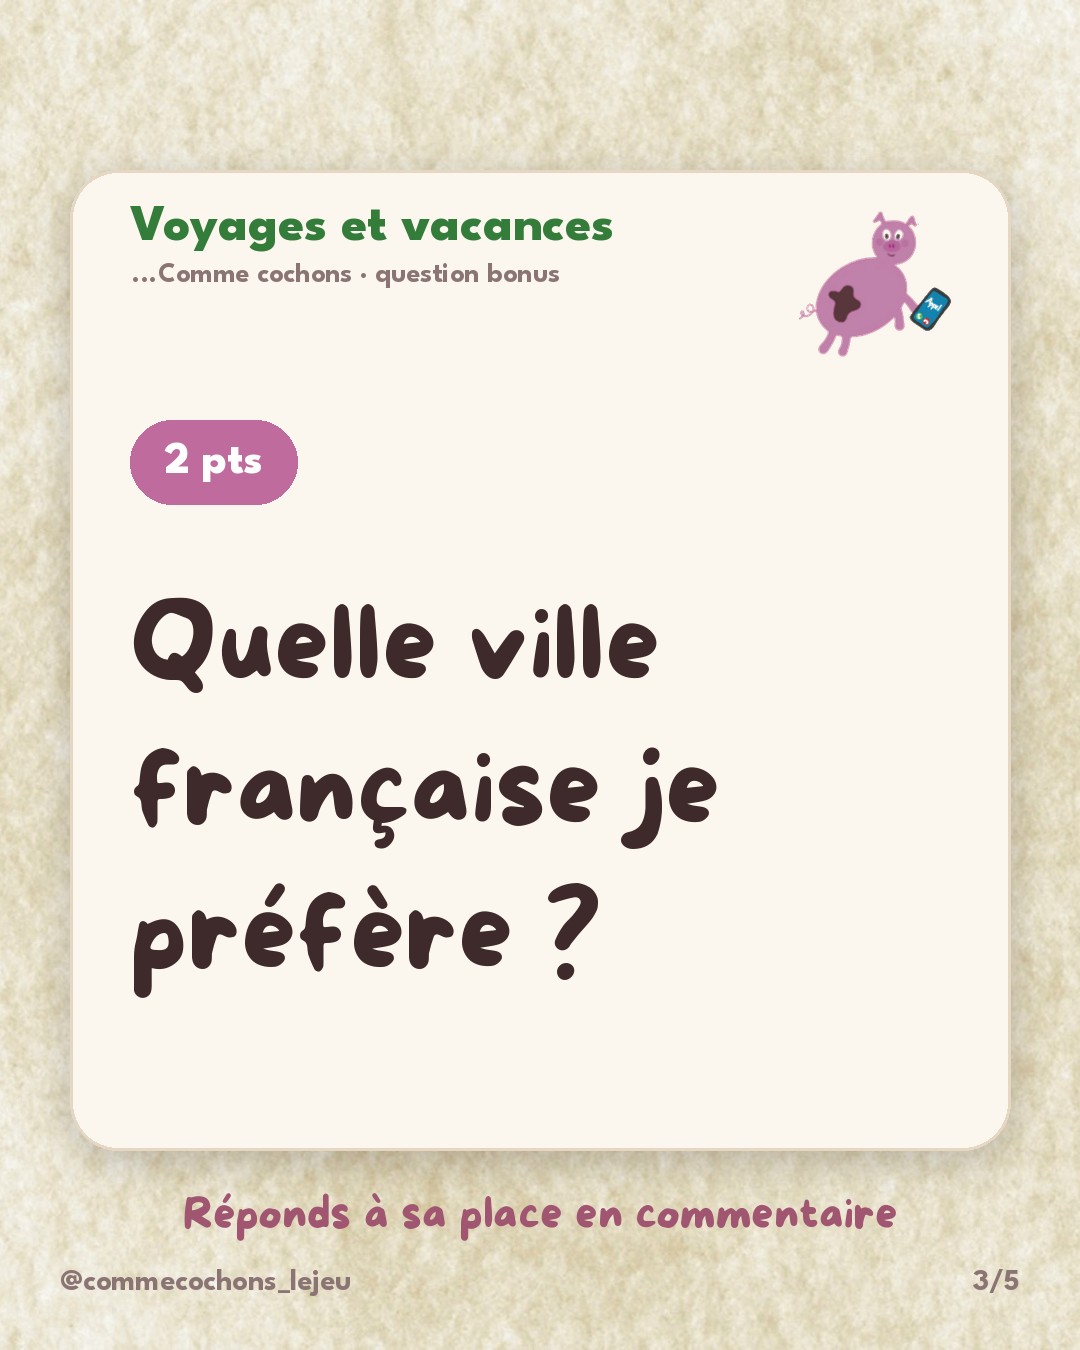 Voyages et vacances
...Comme cochons · question bonus
2 pts
Quelle ville
française je
préfère ?
Réponds à sa place en commentaire
@commecochons_lejeu
3/5